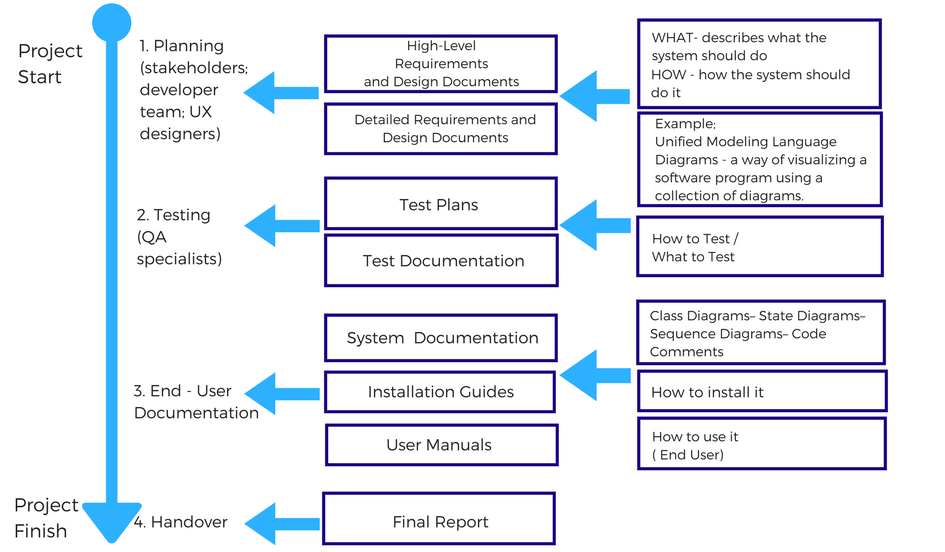 Project
Start
1. Planning
(stakeholders;
developer
team; UX
designers)
High-Level
Requirements
and Design Documents
Detailed Requirements and
Design Documents
WHAT- describes what the
system should do
HOW - how the system should
do it
Example;
Unified Modeling Language
Diagrams - a way of visualizing a
software program using a
collection of diagrams.
2. Testing
(QA
specialists)
Test Plans
Test Documentation
How to Test /
What to Test
3. End - User
Documentation
System Documentation
Installation Guides
User Manuals
Class Diagrams– State Diagrams–
Sequence Diagrams– Code
Comments
How to install it
How to use it
( End User)
Project
Finish
4. Handover
Final Report